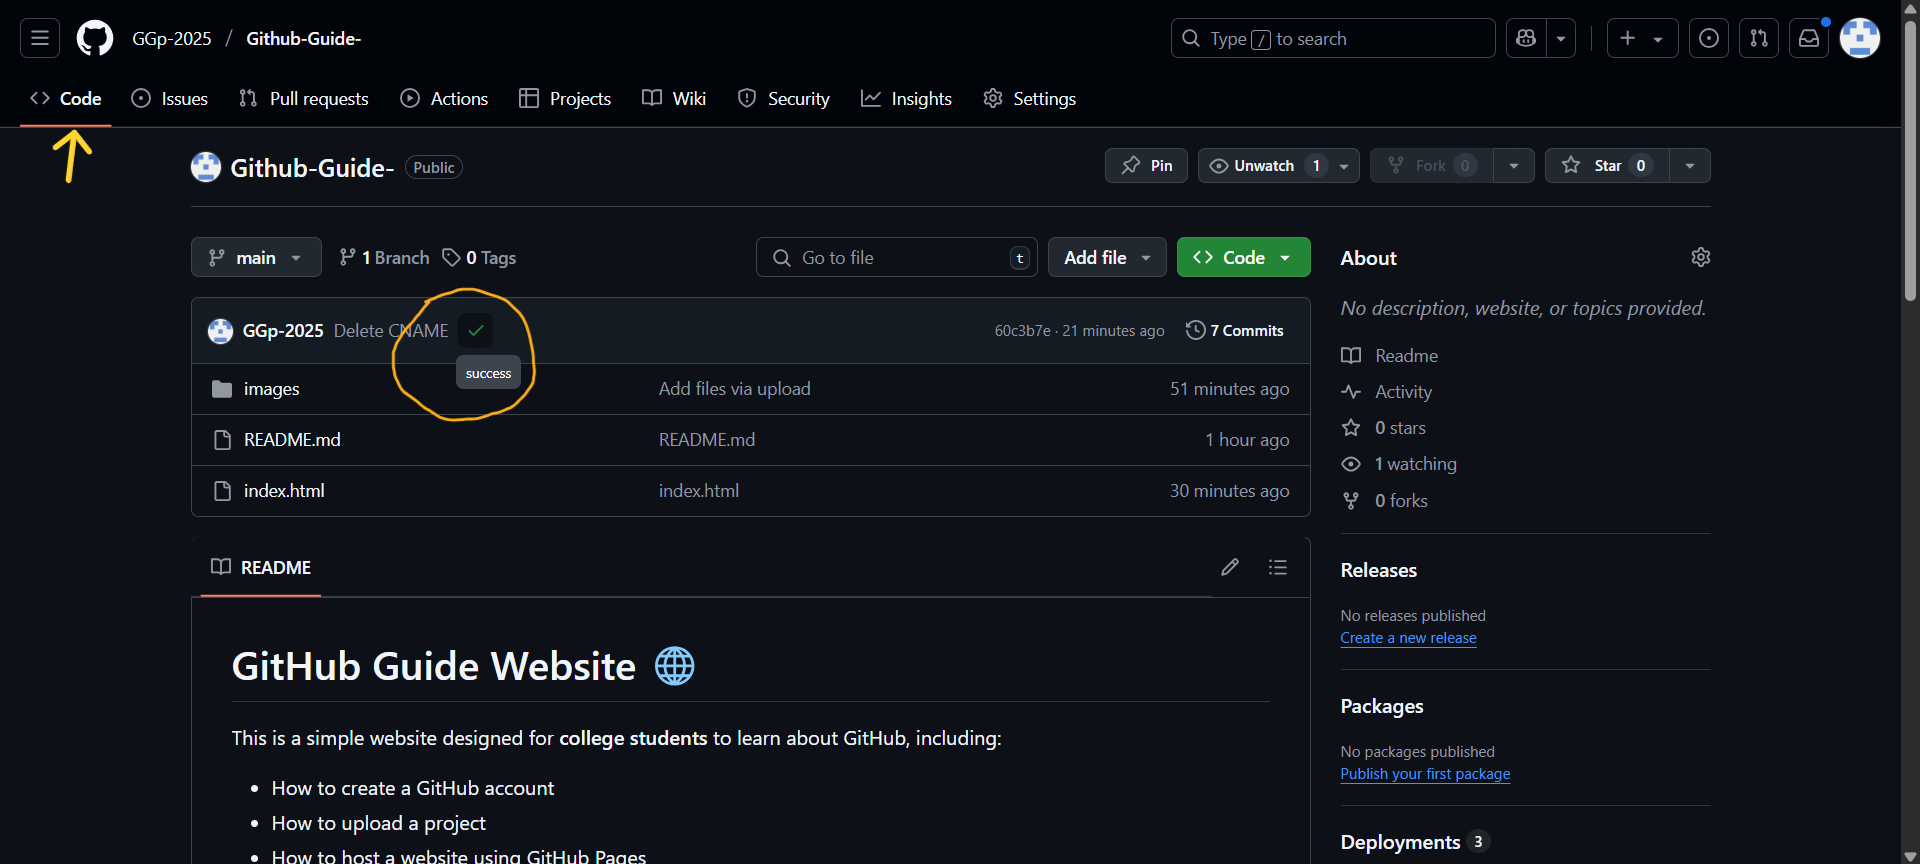 GGp-2025 / Github-Guide-
Type / to search
Code Issues Pull requests Actions Projects Wiki Security Insights Settings
Github-Guide- Public
Pin Unwatch 1 Fork 0 Star 0
main 1 Branch 0 Tags Go to file t Add file Code
GGp-2025 Delete CNAME 60c3b7e · 21 minutes ago 7 Commits
success
images Add files via upload 51 minutes ago
README.md README.md 1 hour ago
index.html index.html 30 minutes ago
README
GitHub Guide Website
This is a simple website designed for college students to learn about GitHub, including:
• How to create a GitHub account
• How to upload a project
• How to host a website using GitHub Pages
About
No description, website, or topics provided.
Readme
Activity
0 stars
1 watching
0 forks
Releases
No releases published
Create a new release
Packages
No packages published
Publish your first package
Deployments 3